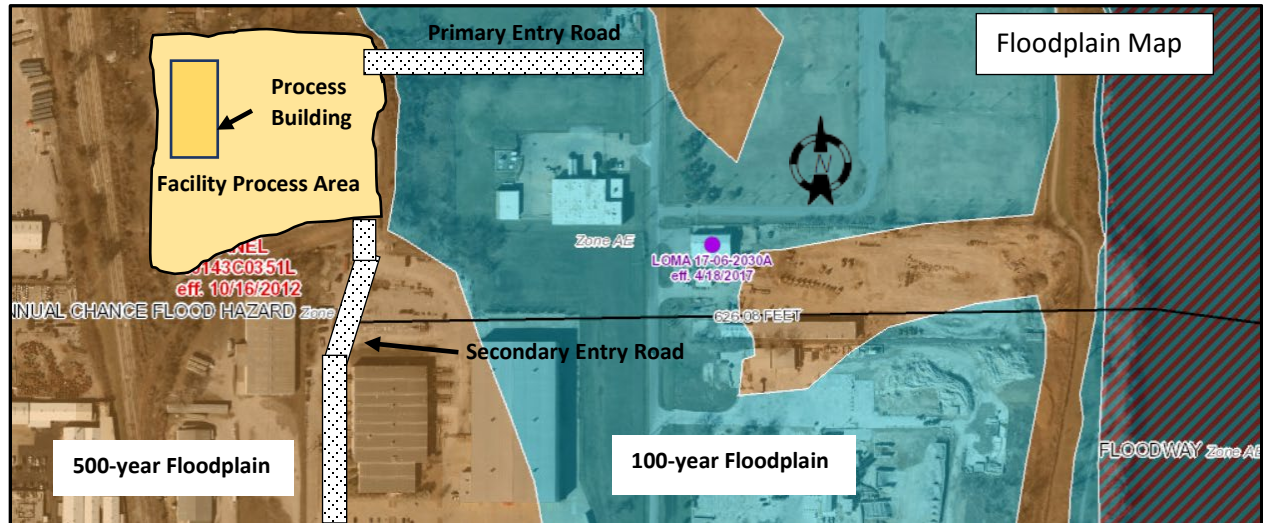 Floodplain Map
Primary Entry Road
Process
Building
Facility Process Area
N
Zone AE
NEL
0143C0351L
eff. 10/16/2012
LOMA 17-06-2030A
eff. 4/18/2017
NNUAL CHANCE FLOOD HAZARD Zone
626.08 FEET
Secondary Entry Road
500-year Floodplain
100-year Floodplain
FLOODWAY Zone AE